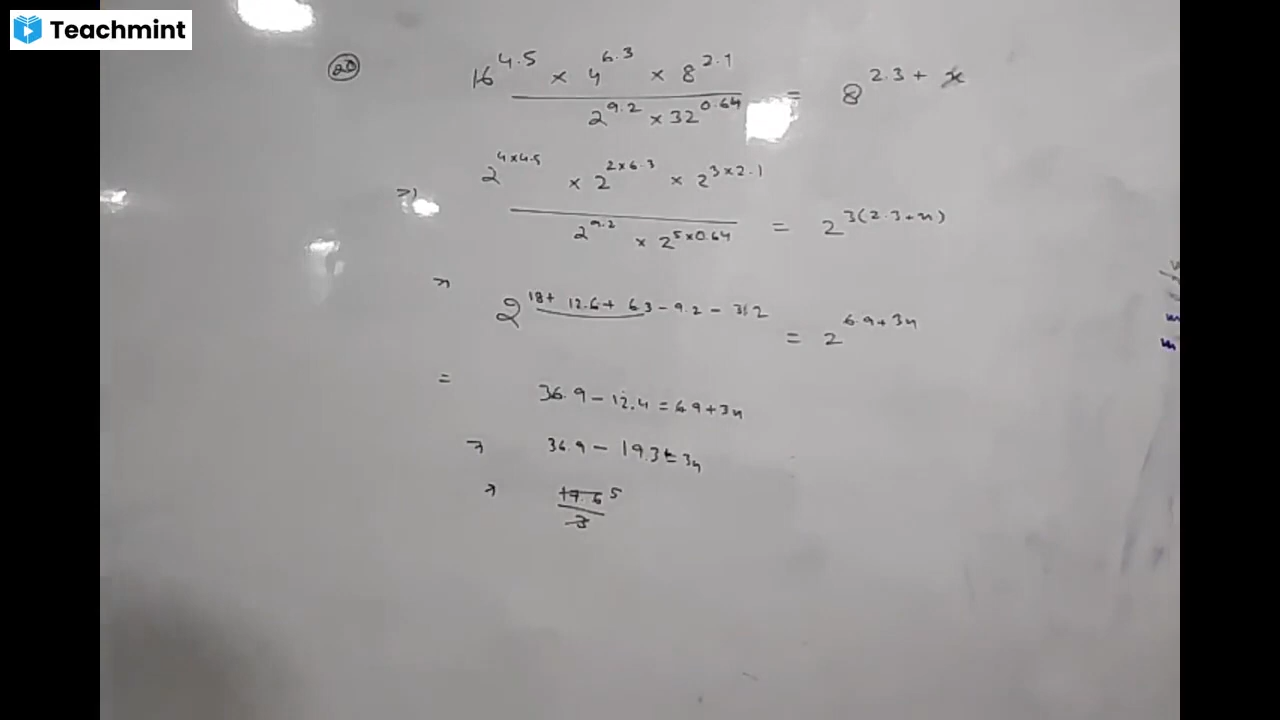 Teachmint
20
16^4.5 × 4^6.3 × 8^2.1 / 2^9.2 × 32^0.64 = 8^2.3 + x
⇒ 2^4×4.5 × 2^2×6.3 × 2^3×2.1 / 2^9.2 × 2^5×0.64 = 2^3(2.3+x)
⇒ 2^18+12.6+6.3-9.2-3.2 = 2^6.9+3x
= 36.9-12.4=6.9+3x
⇒ 36.9-19.3=3x
⇒ 17.6/3 5